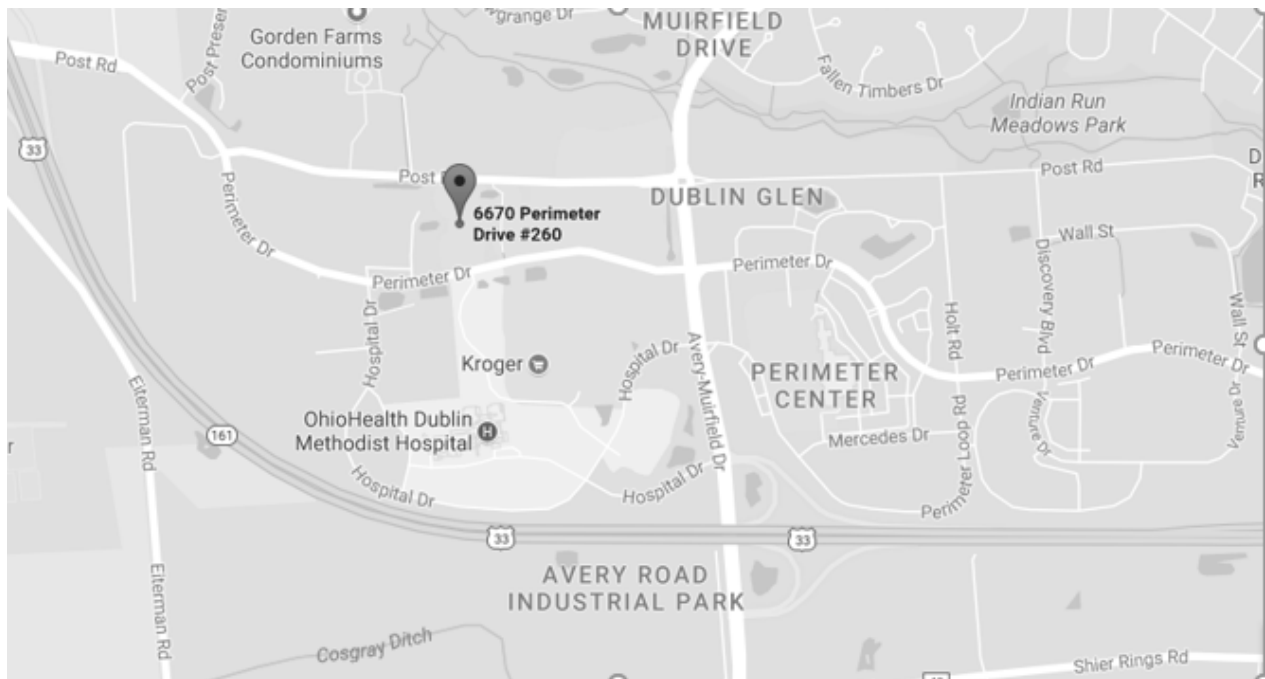 wgrange Dr
MUIRFIELD
DRIVE
Gorden Farms
Condominiums
Post Rd
Post Preser
Fallen Timbers Dr
Indian Run
Meadows Park
33
Post
Post Rd
D
R
DUBLIN GLEN
6670 Perimeter
Drive #260
Perimeter Dr
Wall St
Perimeter Dr
Perimeter Dr
Discovery Blvd
Holt Rd
Wall St
Hospital Dr
Avery-Muirfield Dr
Hospital Dr
Kroger
PERIMETER
CENTER
Perimeter Dr
Perimeter Dr
Eiterman Rd
OhioHealth Dublin
Methodist Hospital
H
161
r
Mercedes Dr
Venture Dr
Venture Dr
Perimeter Loop Rd
Hospital Dr
Hospital Dr
33
33
AVERY ROAD
INDUSTRIAL PARK
Eiterman Rd
Cosgray Ditch
Shier Rings Rd